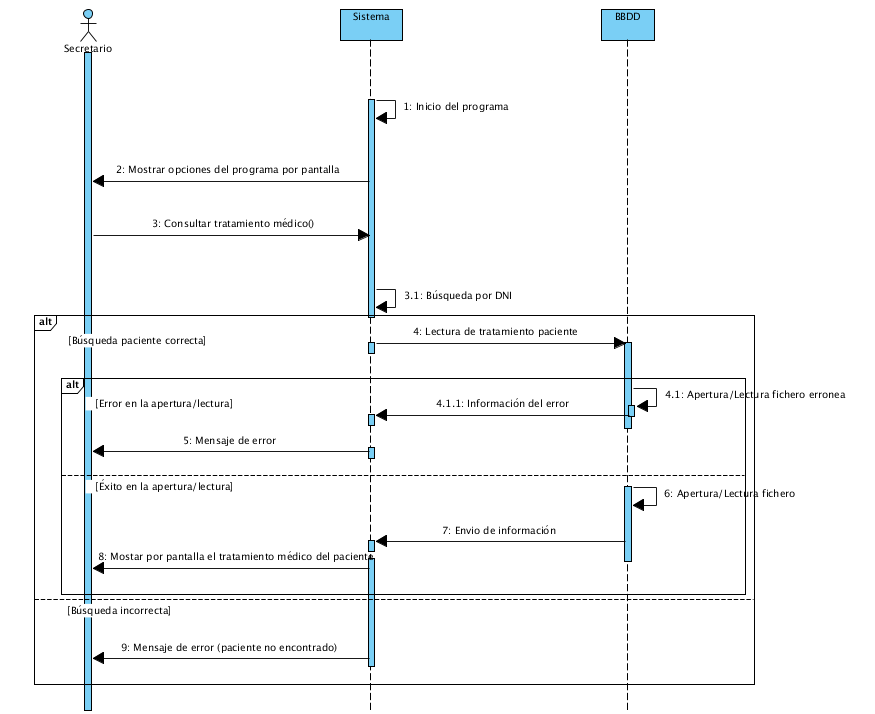 Secretario
Sistema
BBDD
1: Inicio del programa
2: Mostrar opciones del programa por pantalla
3: Consultar tratamiento médico()
3.1: Búsqueda por DNI
alt
[Búsqueda paciente correcta]
4: Lectura de tratamiento paciente
alt
[Error en la apertura/lectura]
4.1: Apertura/Lectura fichero erronea
4.1.1: Información del error
5: Mensaje de error
[Éxito en la apertura/lectura]
6: Apertura/Lectura fichero
7: Envio de información
8: Mostar por pantalla el tratamiento médico del paciente
[Búsqueda incorrecta]
9: Mensaje de error (paciente no encontrado)